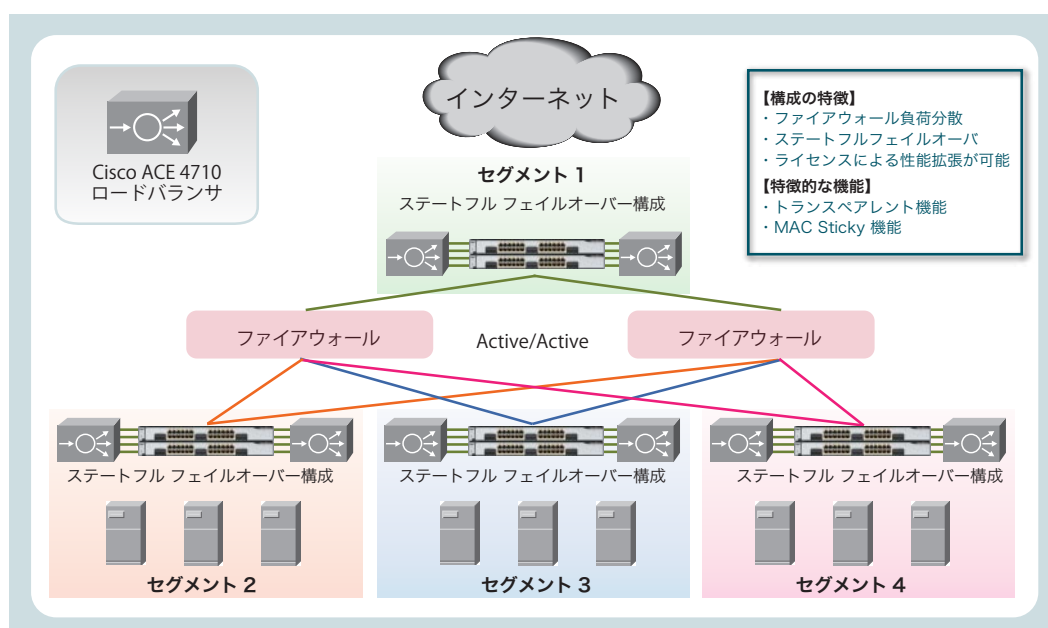 Cisco ACE 4710
ロードバランサ
インターネット
【構成の特徴】
・ファイアウォール負荷分散
・ステートフルフェイルオーバ
・ライセンスによる性能拡張が可能
【特徴的な機能】
・トランスペアレント機能
・MAC Sticky 機能
セグメント 1
ステートフル フェイルオーバー構成
ファイアウォール
Active/Active
ファイアウォール
ステートフル フェイルオーバー構成
セグメント 2
ステートフル フェイルオーバー構成
セグメント 3
ステートフル フェイルオーバー構成
セグメント 4